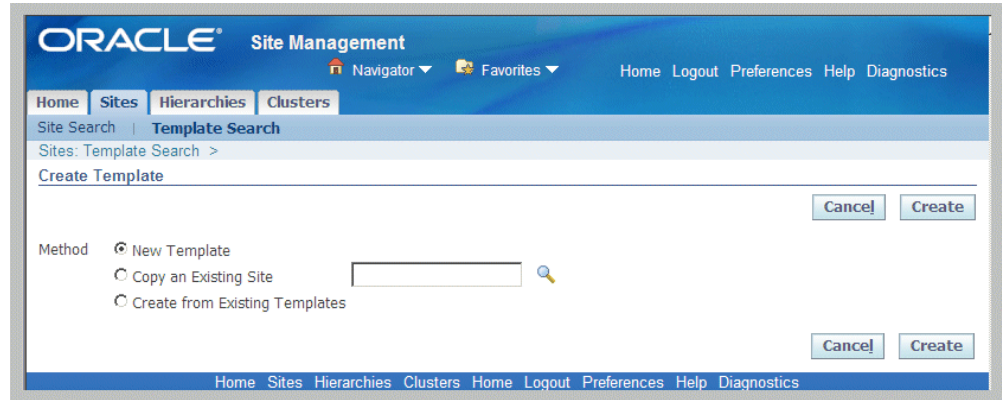 ORACLE® Site Management
Navigator Favorites Home Logout Preferences Help Diagnostics
Home Sites Hierarchies Clusters
Site Search | Template Search
Sites: Template Search >
Create Template
Cancel Create
Method New Template
Copy an Existing Site
Create from Existing Templates
Cancel Create
Home Sites Hierarchies Clusters Home Logout Preferences Help Diagnostics